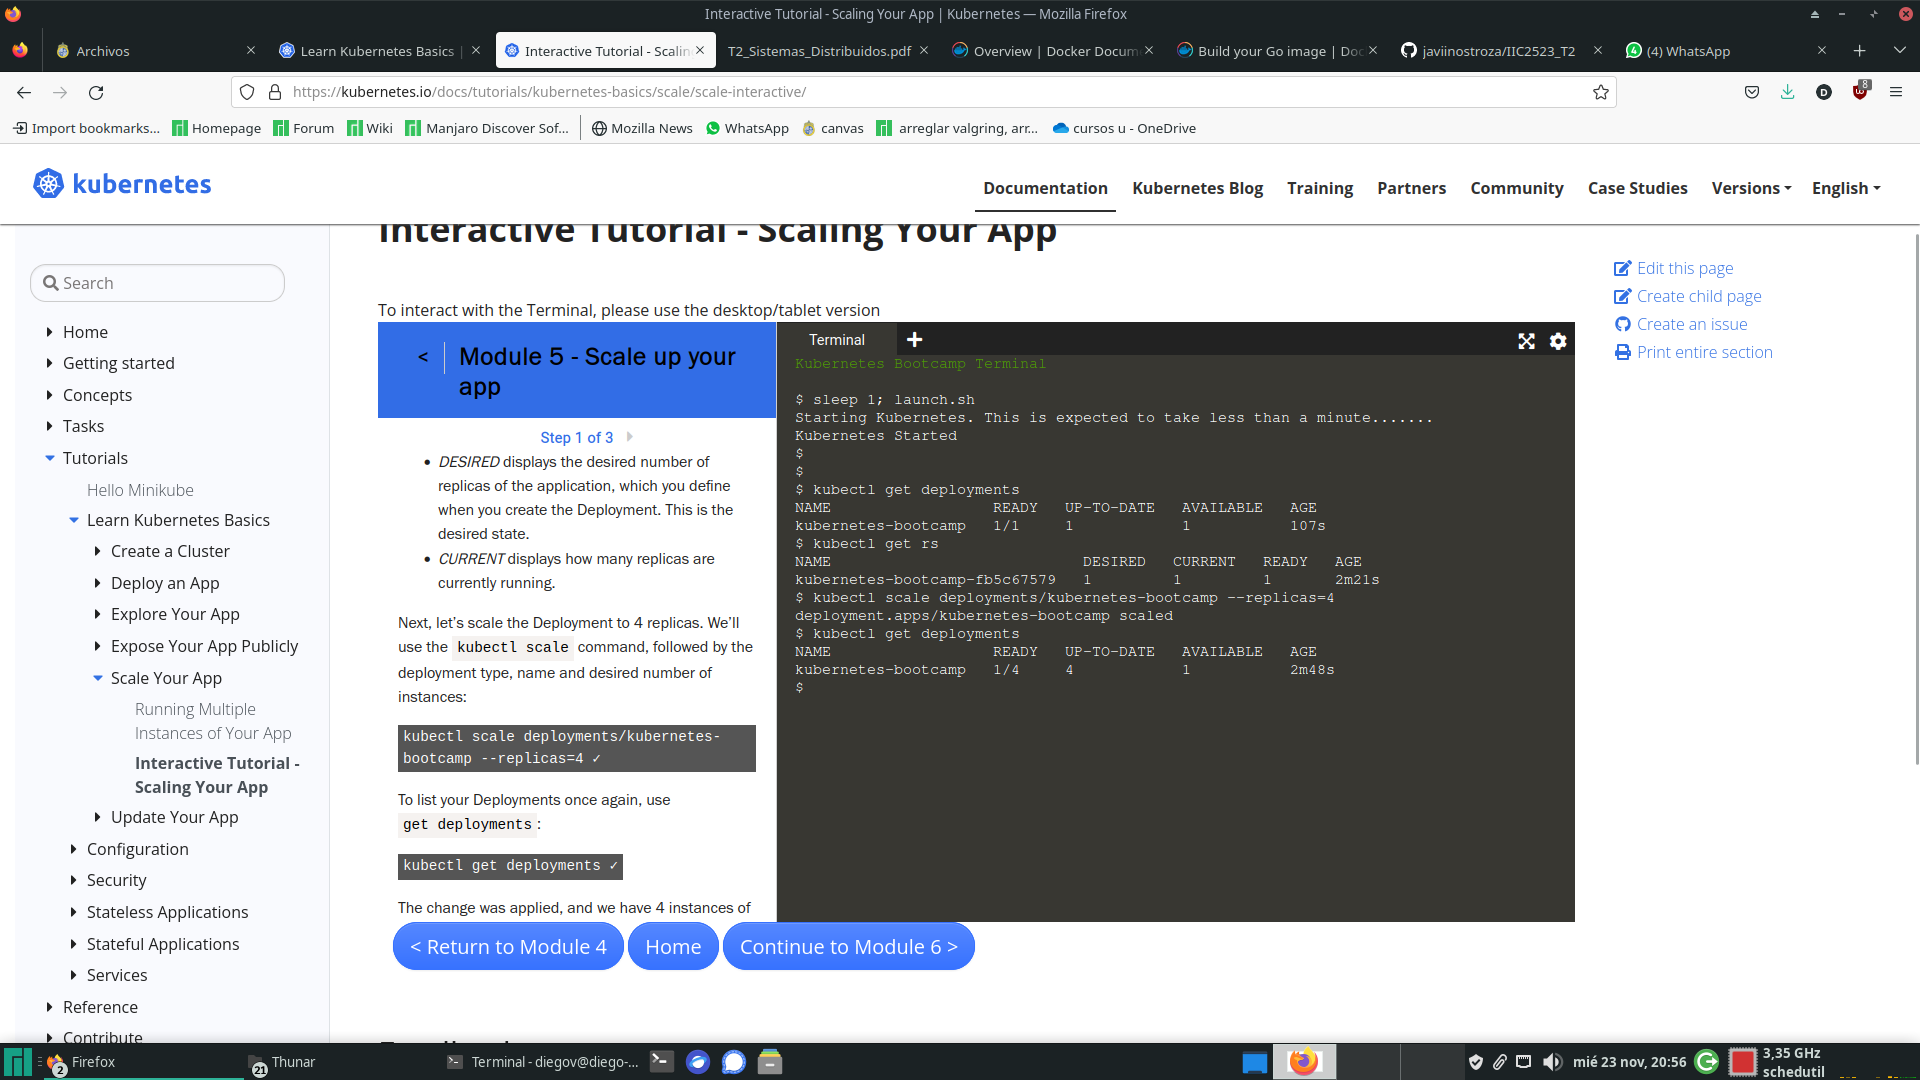 Interactive Tutorial - Scaling Your App | Kubernetes — Mozilla Firefox
Archivos
Learn Kubernetes Basics |
Interactive Tutorial - Scalin
T2_Sistemas_Distribuidos.pdf
Overview | Docker Docum
Build your Go image | Doc
javiinostroza/IIC2523_T2
(4) WhatsApp
https://kubernetes.io/docs/tutorials/kubernetes-basics/scale/scale-interactive/
8
Import bookmarks...
Homepage
Forum
Wiki
Manjaro Discover Sof...
Mozilla News
WhatsApp
canvas
arreglar valgring, arr...
cursos u - OneDrive
kubernetes
Documentation
Kubernetes Blog
Training
Partners
Community
Case Studies
Versions
English
Interactive Tutorial - Scaling Your App
Search
Home
Getting started
Concepts
Tasks
Tutorials
Hello Minikube
Learn Kubernetes Basics
Create a Cluster
Deploy an App
Explore Your App
Expose Your App Publicly
Scale Your App
Running Multiple
Instances of Your App
Interactive Tutorial -
Scaling Your App
Update Your App
Configuration
Security
Stateless Applications
Stateful Applications
Services
Reference
Contribute
To interact with the Terminal, please use the desktop/tablet version
< Module 5 - Scale up your
app
Step 1 of 3
• DESIRED displays the desired number of
replicas of the application, which you define
when you create the Deployment. This is the
desired state.
• CURRENT displays how many replicas are
currently running.
Next, let’s scale the Deployment to 4 replicas. We’ll
use the kubectl scale command, followed by the
deployment type, name and desired number of
instances:
kubectl scale deployments/kubernetes-
bootcamp --replicas=4 ✓
To list your Deployments once again, use
get deployments :
kubectl get deployments ✓
The change was applied, and we have 4 instances of
Terminal
Kubernetes Bootcamp Terminal
$ sleep 1; launch.sh
Starting Kubernetes. This is expected to take less than a minute.......
Kubernetes Started
$
$
$ kubectl get deployments
NAME READY UP-TO-DATE AVAILABLE AGE
kubernetes-bootcamp 1/1 1 1 107s
$ kubectl get rs
NAME DESIRED CURRENT READY AGE
kubernetes-bootcamp-fb5c67579 1 1 1 2m21s
$ kubectl scale deployments/kubernetes-bootcamp --replicas=4
deployment.apps/kubernetes-bootcamp scaled
$ kubectl get deployments
NAME READY UP-TO-DATE AVAILABLE AGE
kubernetes-bootcamp 1/4 4 1 2m48s
$
< Return to Module 4
Home
Continue to Module 6 >
Edit this page
Create child page
Create an issue
Print entire section
2 Firefox
21 Thunar
Terminal - diegov@diego-...
mié 23 nov, 20:56
3,35 GHz
schedutil